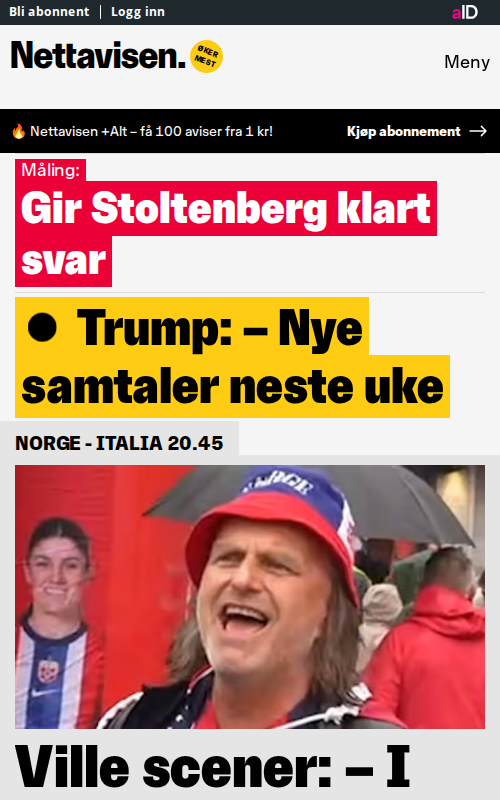 Bli abonnent | Logg inn
aID
Nettavisen.
ØKER
MEST
Meny
🔥 Nettavisen +Alt – få 100 aviser fra 1 kr!
Kjøp abonnement →
Måling:
Gir Stoltenberg klart
svar
● Trump: – Nye
samtaler neste uke
NORGE - ITALIA 20.45
Ville scener: – I